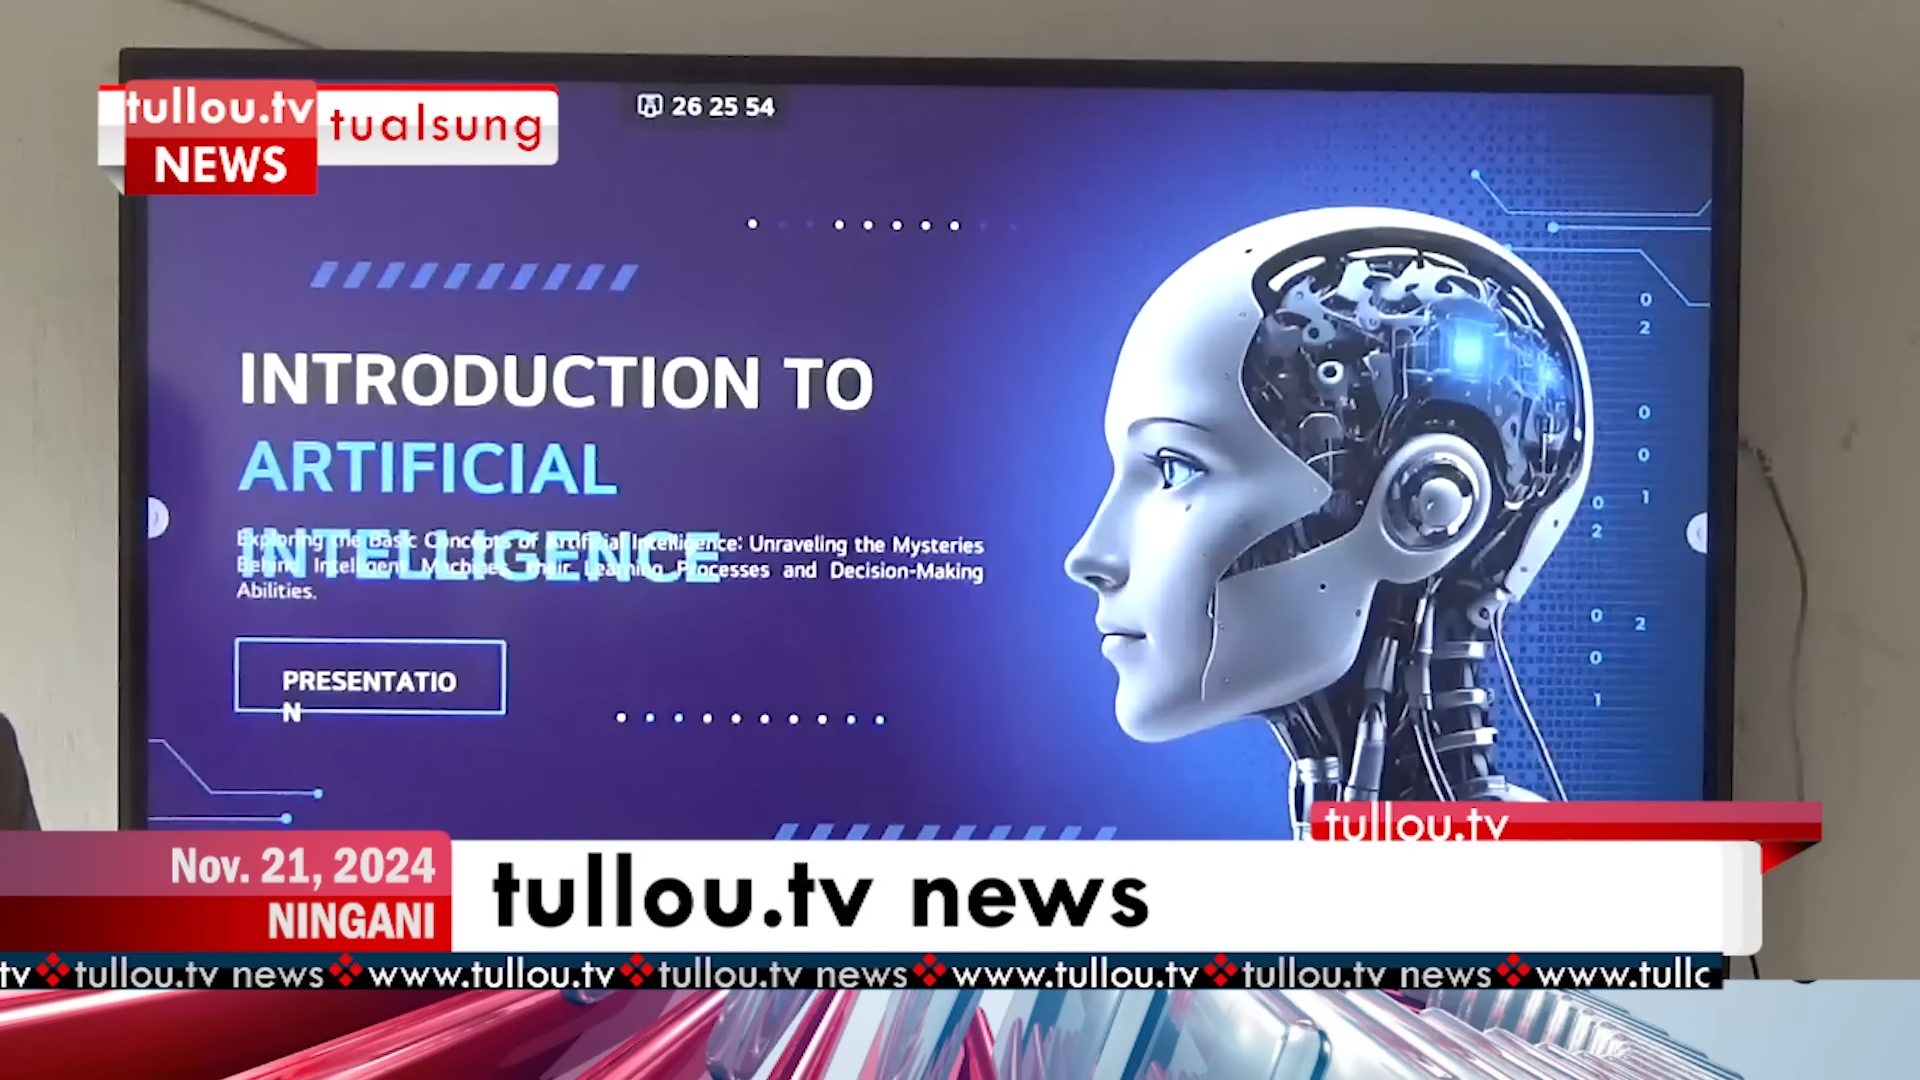 tullou.tv
NEWS
tualsung
26 25 54
INTRODUCTION TO
ARTIFICIAL
INTELLIGENCE
Exploring the Basic Concepts of Artificial Intelligence: Unraveling the Mysteries
Behind Intelligent Machines, Their Learning Processes and Decision-Making
Abilities.
PRESENTATIO
N
0
2
0
0
1
0
2
0
2
0
1
tullou.tv
Nov. 21, 2024
NINGANI
tullou.tv news
tv tullou.tv news www.tullou.tv tullou.tv news www.tullou.tv tullou.tv news www.tullc